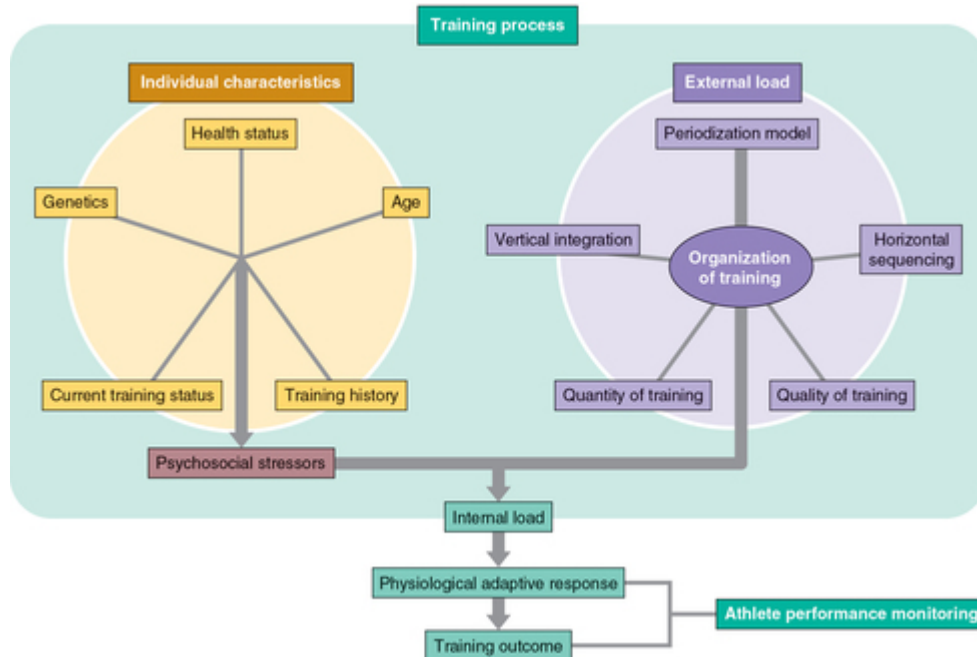 Training process
Individual characteristics
Health status
Genetics
Age
Current training status
Training history
Psychosocial stressors
External load
Periodization model
Vertical integration
Organization
of training
Horizontal
sequencing
Quantity of training
Quality of training
Internal load
Physiological adaptive response
Training outcome
Athlete performance monitoring